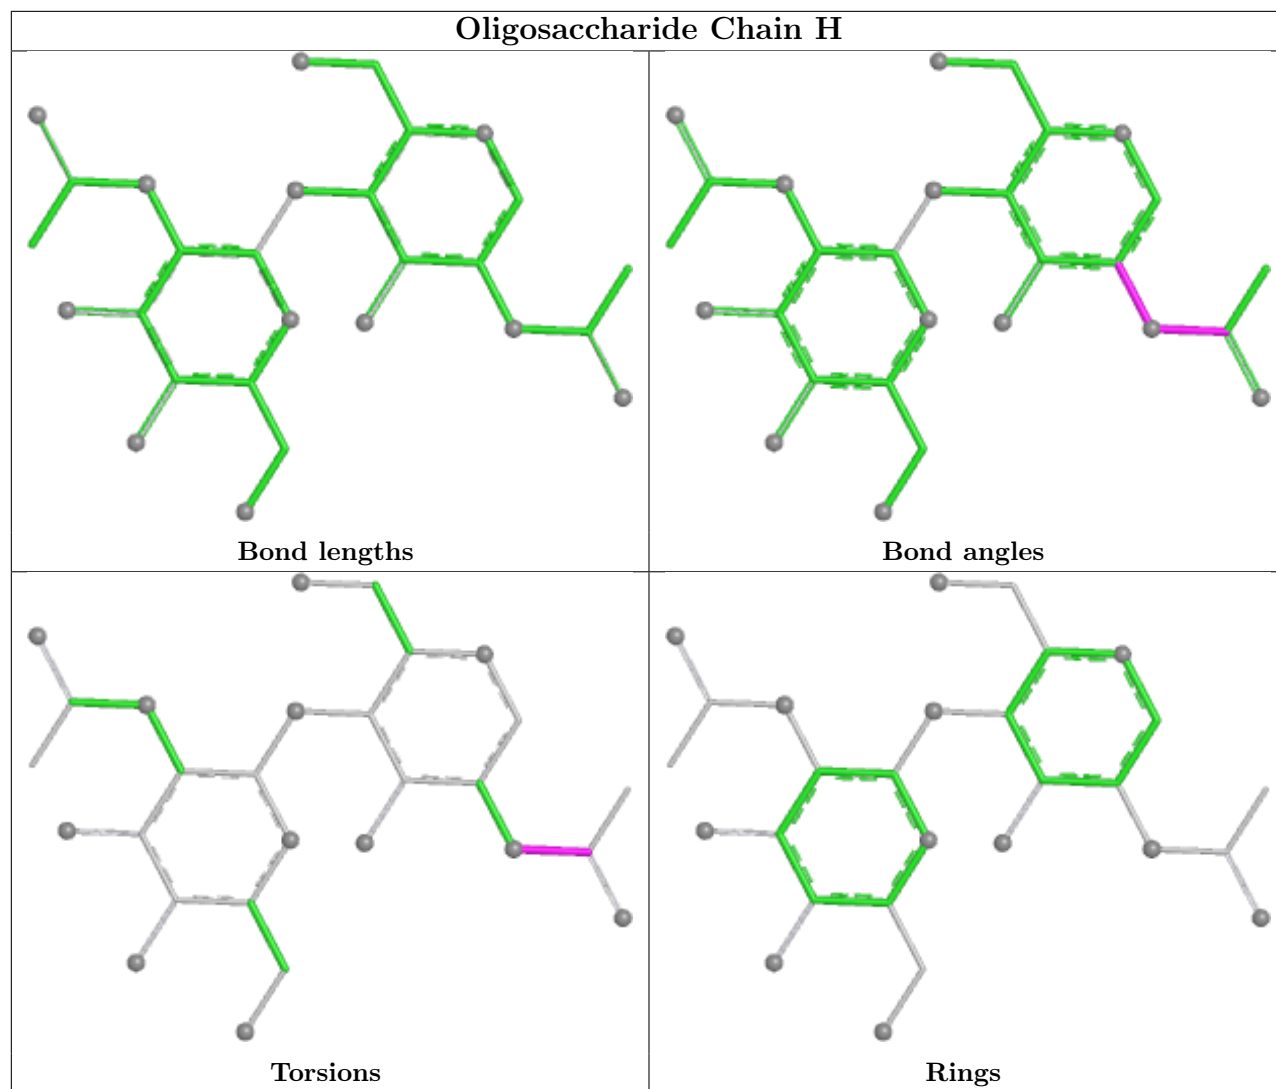 Oligosaccharide Chain H
Bond lengths
Bond angles
Torsions
Rings